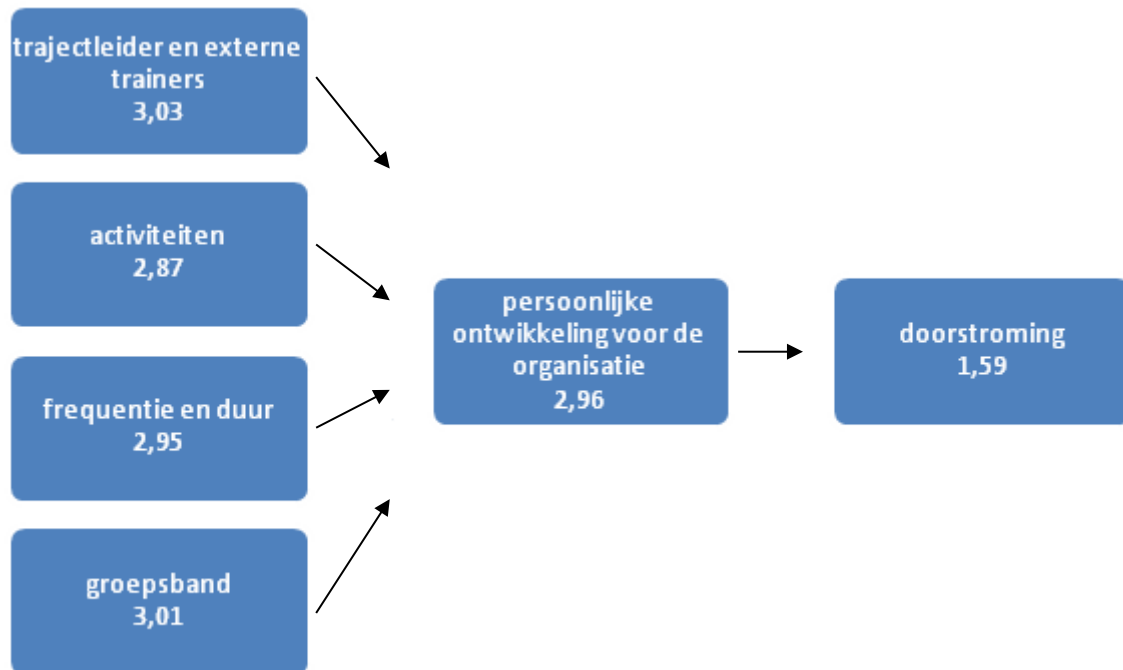 trajectleider en externe
trainers
3,03
activiteiten
2,87
frequentie en duur
2,95
groepsband
3,01
persoonlijke
ontwikkeling voor de
organisatie
2,96
doorstroming
1,59